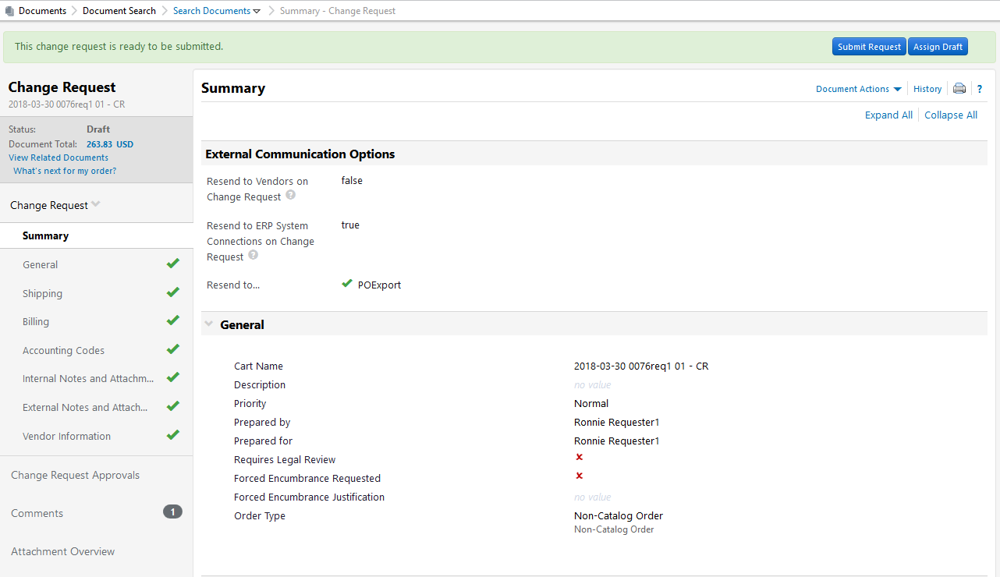 Documents Document Search Search Documents Summary - Change Request
This change request is ready to be submitted. Submit Request Assign Draft
Change Request
2018-03-30 0076req1 01 - CR
Status: Draft
Document Total: 263.83 USD
View Related Documents
What's next for my order?
Change Request
Summary
General
Shipping
Billing
Accounting Codes
Internal Notes and Attachm...
External Notes and Attach...
Vendor Information
Change Request Approvals
Comments 1
Attachment Overview
Summary Document Actions History ?
Expand All Collapse All
External Communication Options
Resend to Vendors on false
Change Request ?
Resend to ERP System true
Connections on Change
Request ?
Resend to... POExport
General
Cart Name 2018-03-30 0076req1 01 - CR
Description no value
Priority Normal
Prepared by Ronnie Requester1
Prepared for Ronnie Requester1
Requires Legal Review
Forced Encumbrance Requested
Forced Encumbrance Justification no value
Order Type Non-Catalog Order
Non-Catalog Order